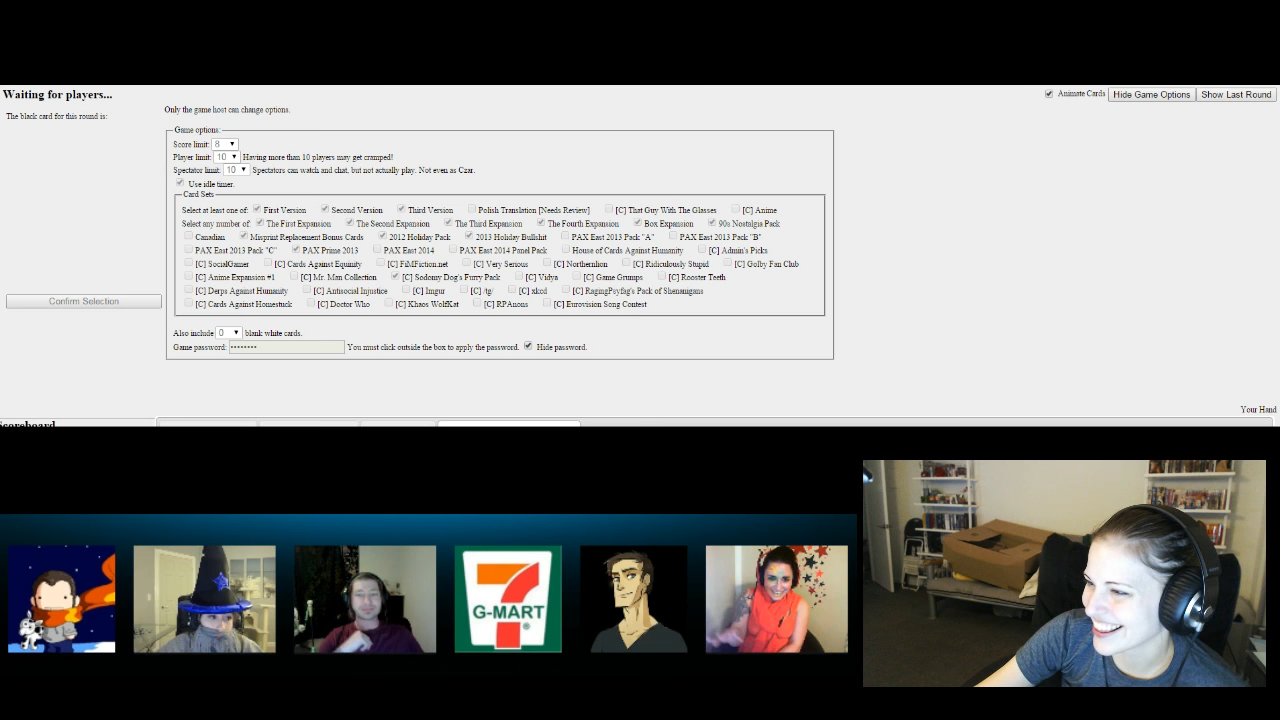 Waiting for players...
Animate Cards Hide Game Options Show Last Round
Only the game host can change options.
The black card for this round is:
Game options:
Score limit: 8
Player limit: 10 Having more than 10 players may get cramped!
Spectator limit: 10 Spectators can watch and chat, but not actually play. Not even as Czar.
Use idle timer.
Card Sets
Select at least one of: First Version Second Version Third Version Polish Translation [Needs Review] [C] That Guy With The Glasses [C] Anime
Select any number of: The First Expansion The Second Expansion The Third Expansion The Fourth Expansion Box Expansion 90s Nostalgia Pack
Canadian Misprint Replacement Bonus Cards 2012 Holiday Pack 2013 Holiday Bullshit PAX East 2013 Pack "A" PAX East 2013 Pack "B"
PAX East 2013 Pack "C" PAX Prime 2013 PAX East 2014 PAX East 2014 Panel Pack House of Cards Against Humanity [C] Admin's Picks
[C] SocialGamer [C] Cards Against Equinity [C] FiMFiction.net [C] Very Serious [C] Northernlion [C] Ridiculously Stupid [C] Golby Fan Club
[C] Anime Expansion #1 [C] Mr. Man Collection [C] Sodomy Dog's Furry Pack [C] Vidya [C] Game Grumps [C] Rooster Teeth
[C] Derps Against Humanity [C] Antisocial Injustice [C] Imgur [C] /tg/ [C] xkcd [C] RagingPsyfag's Pack of Shenanigans
[C] Cards Against Homestuck [C] Doctor Who [C] Khaos WolfKat [C] RPAnons [C] Eurovision Song Contest
Confirm Selection
Also include 0 blank white cards.
Game password: •••••••• You must click outside the box to apply the password. Hide password.
Your Hand
Scoreboard
7
G-MART